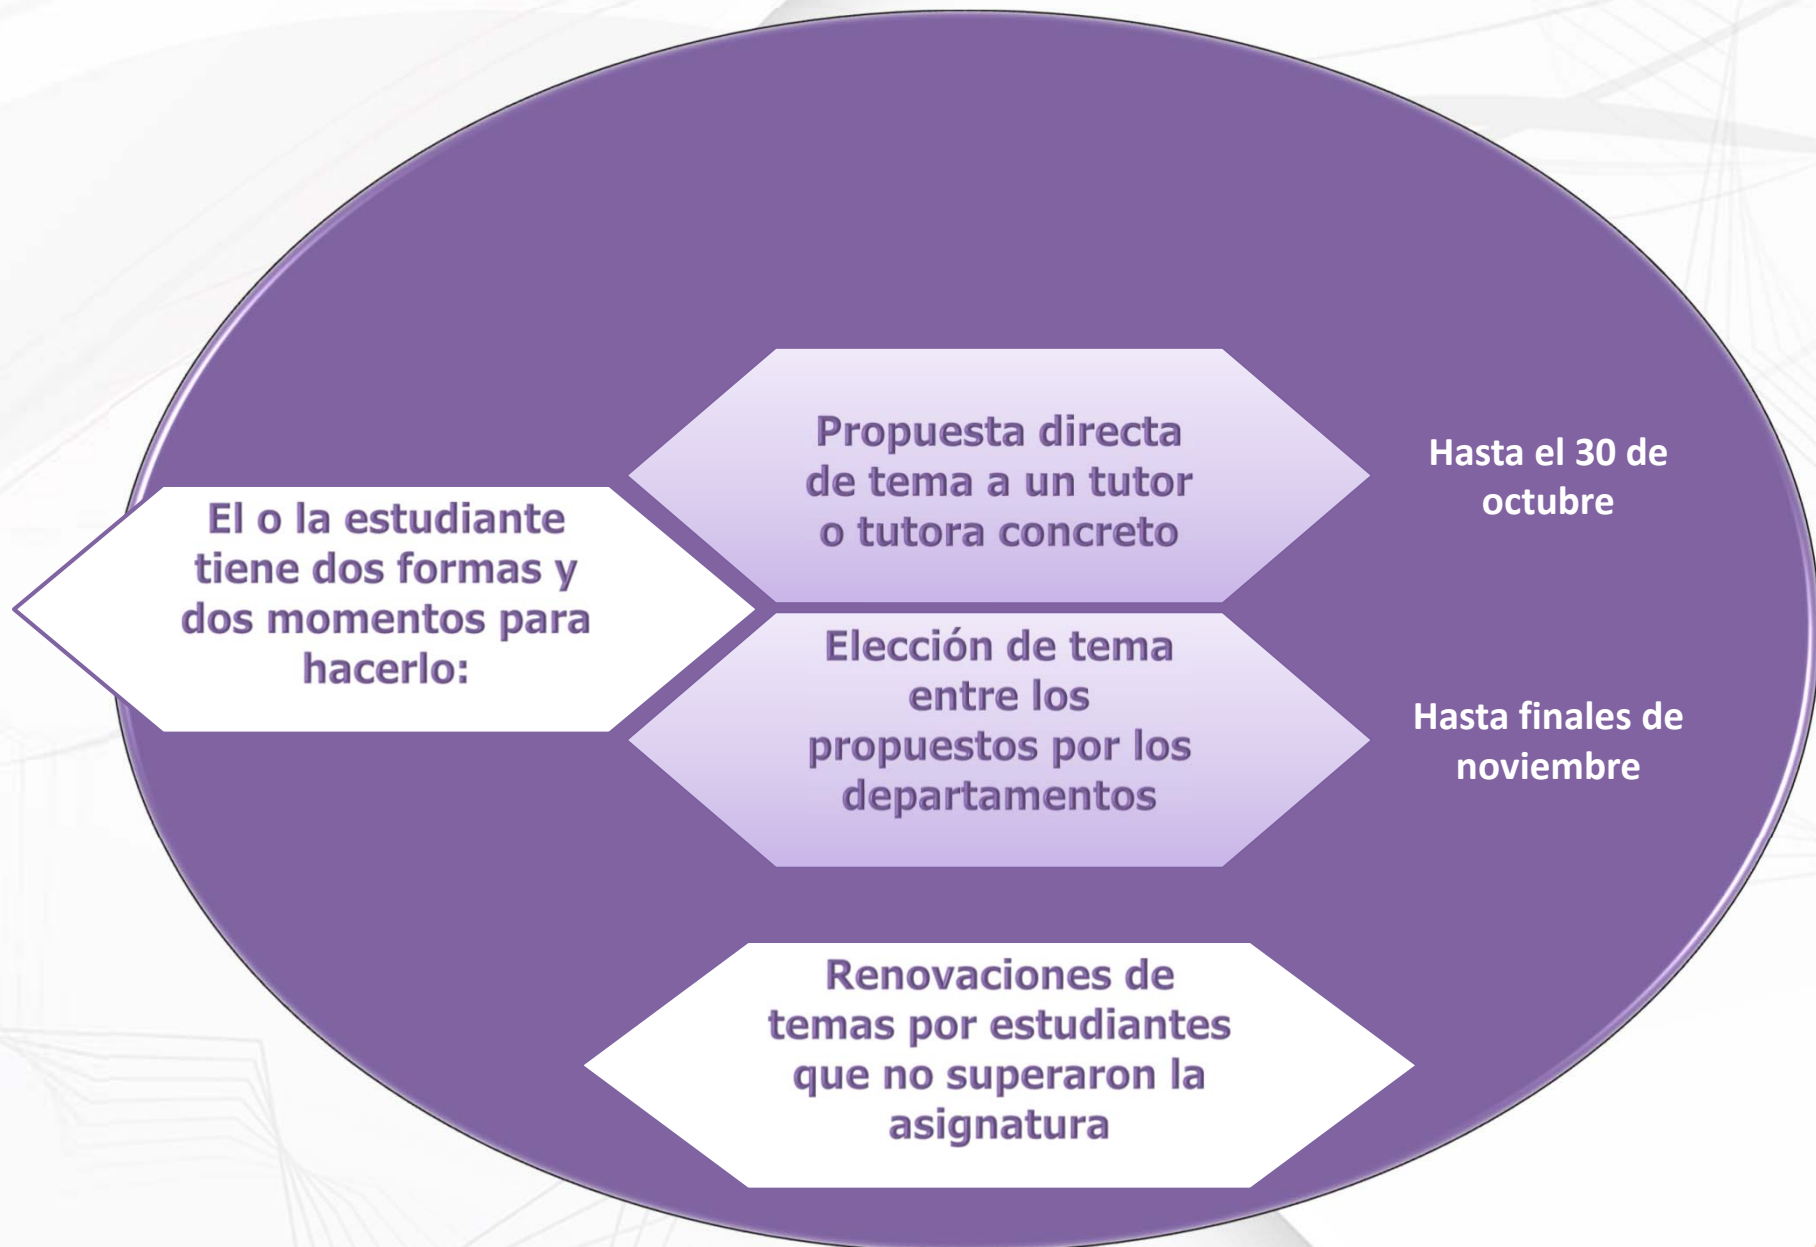 El o la estudiante
tiene dos formas y
dos momentos para
hacerlo:
Propuesta directa
de tema a un tutor
o tutora concreto
Hasta el 30 de
octubre
Elección de tema
entre los
propuestos por los
departamentos
Hasta finales de
noviembre
Renovaciones de
temas por estudiantes
que no superaron la
asignatura